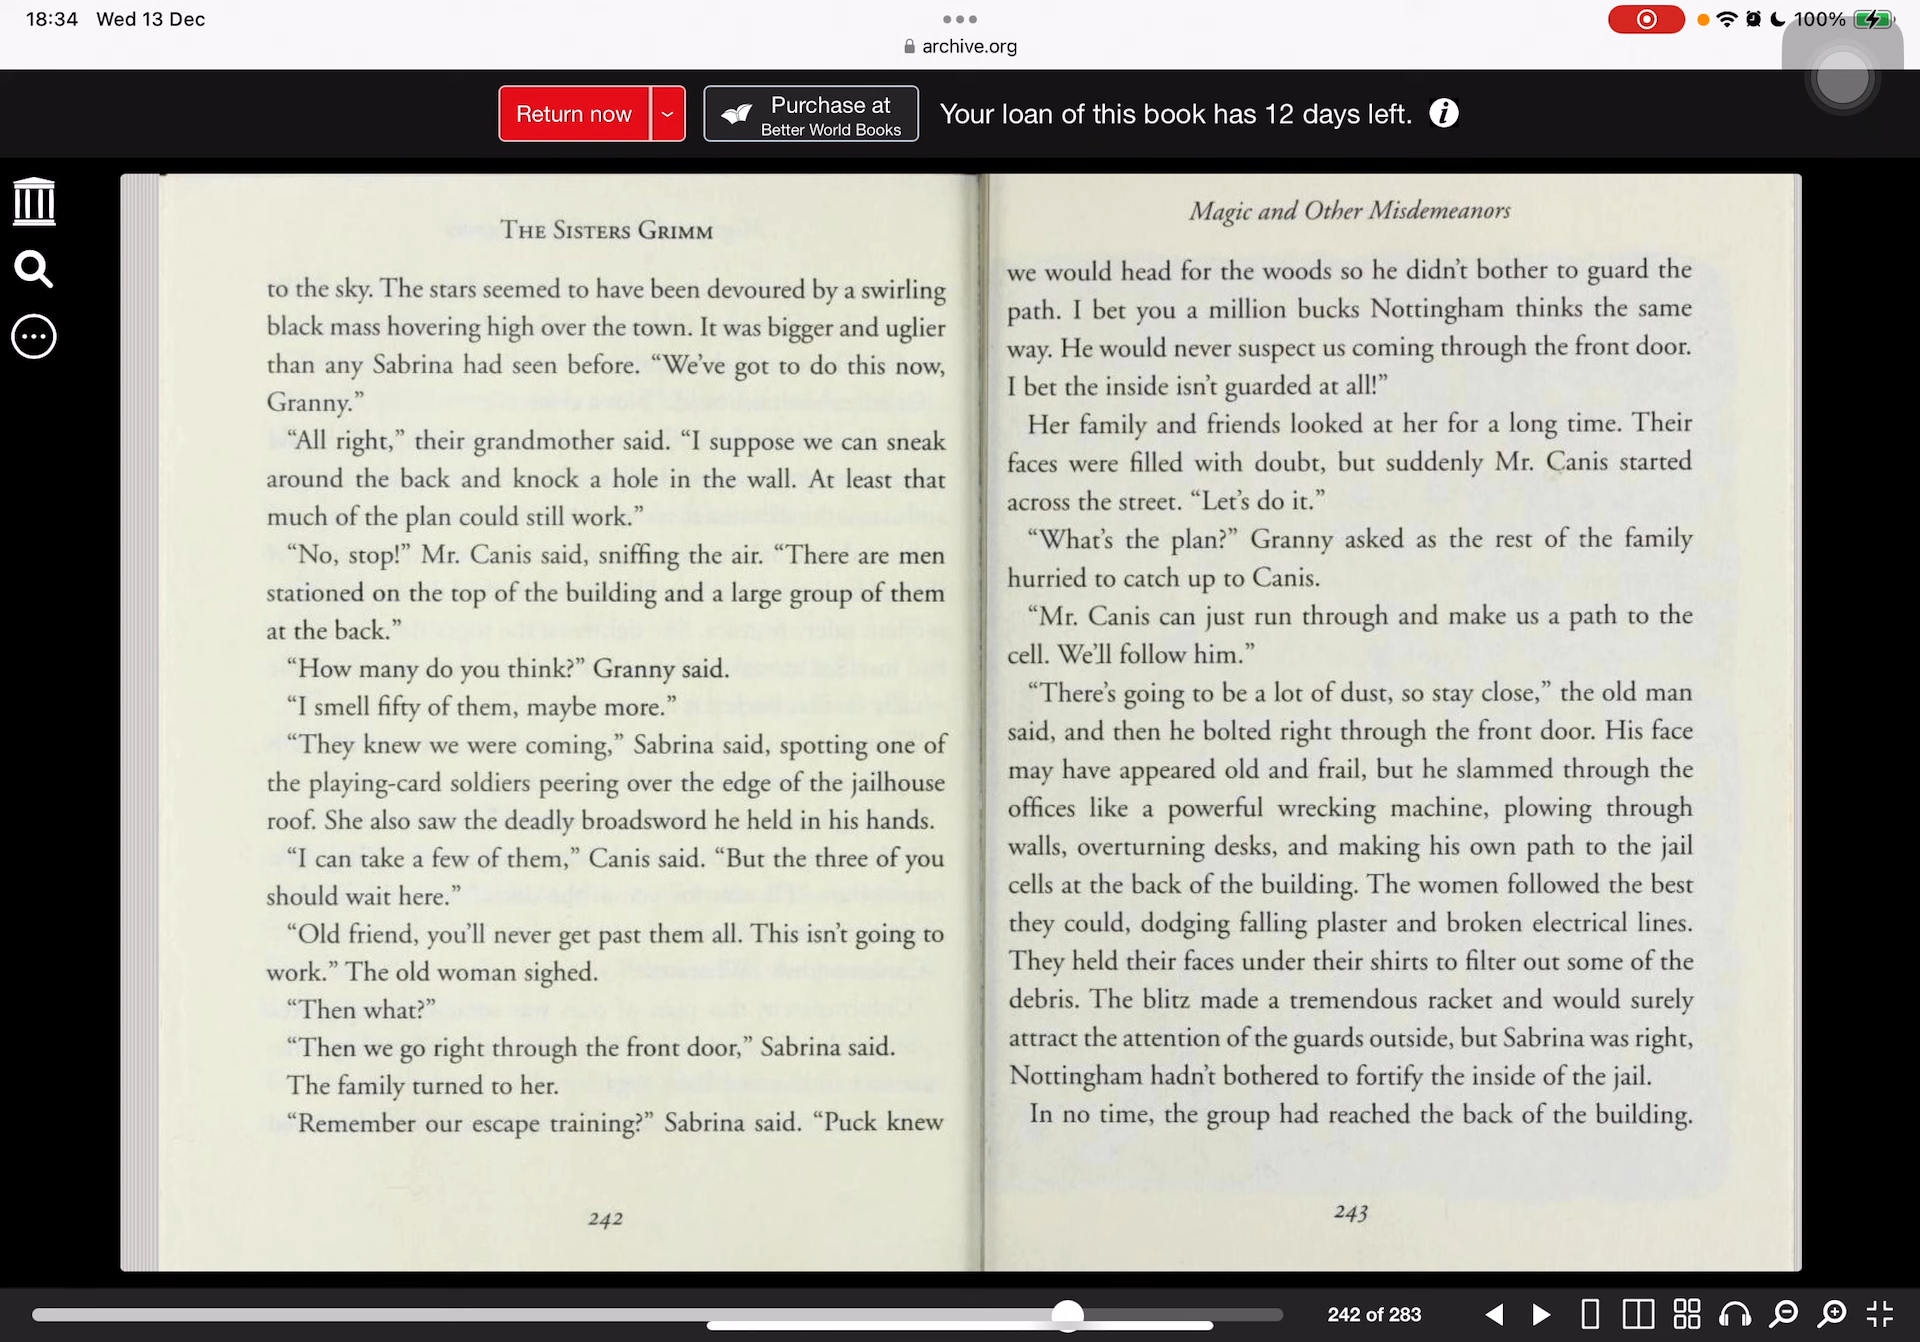 18:34 Wed 13 Dec
100%
archive.org
Return now
Purchase at
Better World Books
Your loan of this book has 12 days left.
THE SISTERS GRIMM
to the sky. The stars seemed to have been devoured by a swirling
black mass hovering high over the town. It was bigger and uglier
than any Sabrina had seen before. “We’ve got to do this now,
Granny.”
“All right,” their grandmother said. “I suppose we can sneak
around the back and knock a hole in the wall. At least that
much of the plan could still work.”
“No, stop!” Mr. Canis said, sniffing the air. “There are men
stationed on the top of the building and a large group of them
at the back.”
“How many do you think?” Granny said.
“I smell fifty of them, maybe more.”
“They knew we were coming,” Sabrina said, spotting one of
the playing-card soldiers peering over the edge of the jailhouse
roof. She also saw the deadly broadsword he held in his hands.
“I can take a few of them,” Canis said. “But the three of you
should wait here.”
“Old friend, you’ll never get past them all. This isn’t going to
work.” The old woman sighed.
“Then what?”
“Then we go right through the front door,” Sabrina said.
The family turned to her.
“Remember our escape training?” Sabrina said. “Puck knew
242
Magic and Other Misdemeanors
we would head for the woods so he didn’t bother to guard the
path. I bet you a million bucks Nottingham thinks the same
way. He would never suspect us coming through the front door.
I bet the inside isn’t guarded at all!”
Her family and friends looked at her for a long time. Their
faces were filled with doubt, but suddenly Mr. Canis started
across the street. “Let’s do it.”
“What’s the plan?” Granny asked as the rest of the family
hurried to catch up to Canis.
“Mr. Canis can just run through and make us a path to the
cell. We’ll follow him.”
“There’s going to be a lot of dust, so stay close,” the old man
said, and then he bolted right through the front door. His face
may have appeared old and frail, but he slammed through the
offices like a powerful wrecking machine, plowing through
walls, overturning desks, and making his own path to the jail
cells at the back of the building. The women followed the best
they could, dodging falling plaster and broken electrical lines.
They held their faces under their shirts to filter out some of the
debris. The blitz made a tremendous racket and would surely
attract the attention of the guards outside, but Sabrina was right,
Nottingham hadn’t bothered to fortify the inside of the jail.
In no time, the group had reached the back of the building.
243
242 of 283